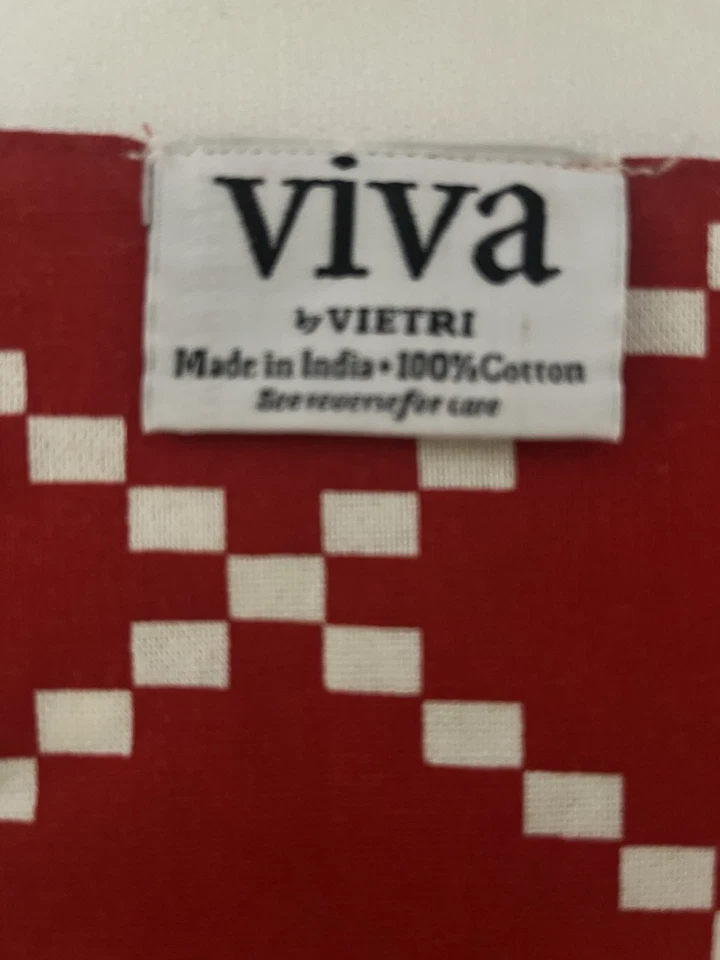 viva
by VIETRI
Made in India • 100% Cotton
See reverse for care